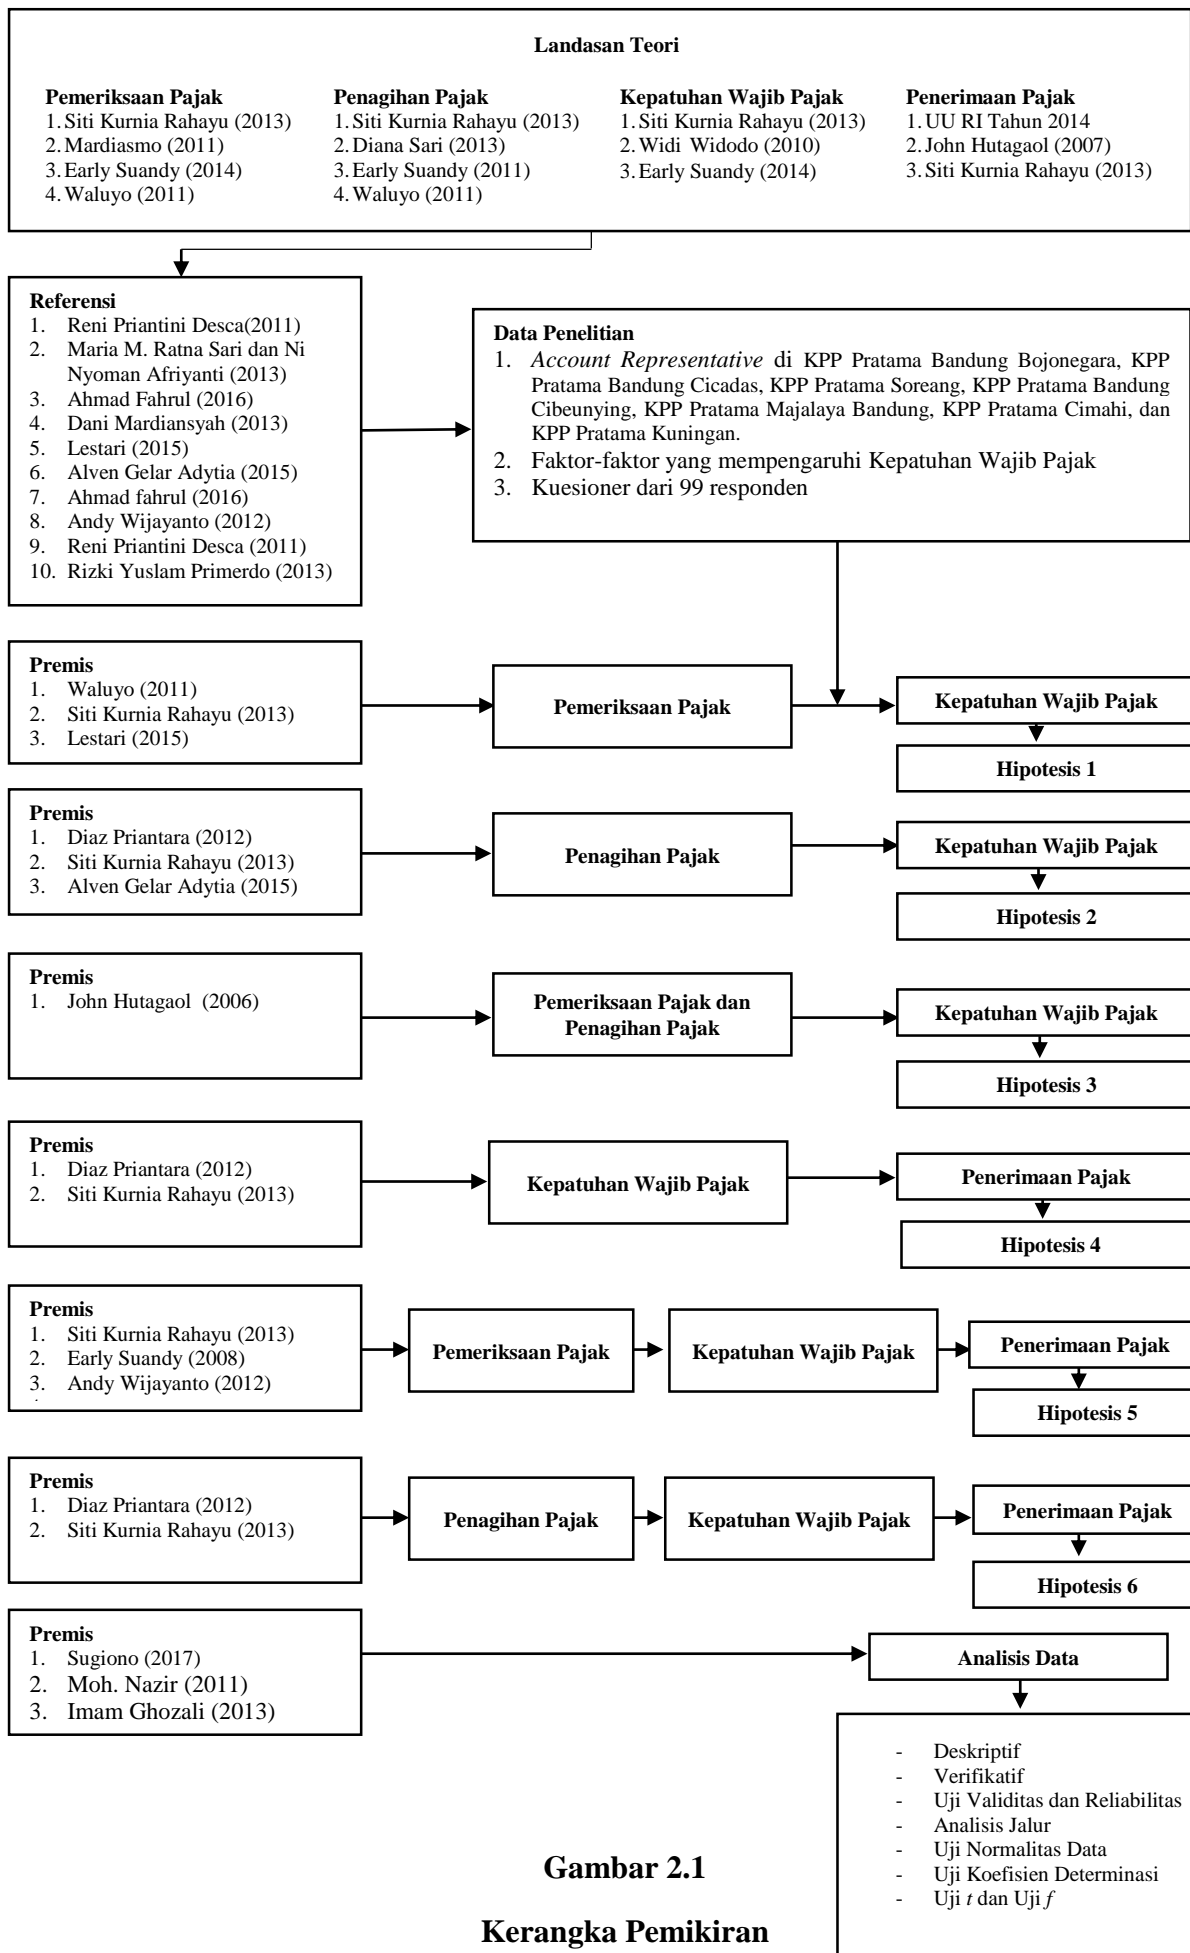 Landasan Teori
Pemeriksaan Pajak
1. Siti Kurnia Rahayu (2013)
2. Mardiasmo (2011)
3. Early Suandy (2014)
4. Waluyo (2011)
Penagihan Pajak
1. Siti Kurnia Rahayu (2013)
2. Diana Sari (2013)
3. Early Suandy (2011)
4. Waluyo (2011)
Kepatuhan Wajib Pajak
1. Siti Kurnia Rahayu (2013)
2. Widi Widodo (2010)
3. Early Suandy (2014)
Penerimaan Pajak
1. UU RI Tahun 2014
2. John Hutagaol (2007)
3. Siti Kurnia Rahayu (2013)
Referensi
1. Reni Priantini Desca(2011)
2. Maria M. Ratna Sari dan Ni
Nyoman Afriyanti (2013)
3. Ahmad Fahrul (2016)
4. Dani Mardiansyah (2013)
5. Lestari (2015)
6. Alven Gelar Adytia (2015)
7. Ahmad fahrul (2016)
8. Andy Wijayanto (2012)
9. Reni Priantini Desca (2011)
10. Rizki Yuslam Primerdo (2013)
Data Penelitian
1. Account Representative di KPP Pratama Bandung Bojonegara, KPP
Pratama Bandung Cicadas, KPP Pratama Soreang, KPP Pratama Bandung
Cibeunying, KPP Pratama Majalaya Bandung, KPP Pratama Cimahi, dan
KPP Pratama Kuningan.
2. Faktor-faktor yang mempengaruhi Kepatuhan Wajib Pajak
3. Kuesioner dari 99 responden
Premis
1. Waluyo (2011)
2. Siti Kurnia Rahayu (2013)
3. Lestari (2015)
Pemeriksaan Pajak
Kepatuhan Wajib Pajak
Hipotesis 1
Premis
1. Diaz Priantara (2012)
2. Siti Kurnia Rahayu (2013)
3. Alven Gelar Adytia (2015)
Penagihan Pajak
Kepatuhan Wajib Pajak
Hipotesis 2
Premis
1. John Hutagaol (2006)
Pemeriksaan Pajak dan
Penagihan Pajak
Kepatuhan Wajib Pajak
Hipotesis 3
Premis
1. Diaz Priantara (2012)
2. Siti Kurnia Rahayu (2013)
Kepatuhan Wajib Pajak
Penerimaan Pajak
Hipotesis 4
Premis
1. Siti Kurnia Rahayu (2013)
2. Early Suandy (2008)
3. Andy Wijayanto (2012)
Pemeriksaan Pajak
Kepatuhan Wajib Pajak
Penerimaan Pajak
Hipotesis 5
Premis
1. Diaz Priantara (2012)
2. Siti Kurnia Rahayu (2013)
Penagihan Pajak
Kepatuhan Wajib Pajak
Penerimaan Pajak
Hipotesis 6
Premis
1. Sugiono (2017)
2. Moh. Nazir (2011)
3. Imam Ghozali (2013)
Analisis Data
- Deskriptif
- Verifikatif
- Uji Validitas dan Reliabilitas
- Analisis Jalur
- Uji Normalitas Data
- Uji Koefisien Determinasi
- Uji t dan Uji f
Gambar 2.1
Kerangka Pemikiran